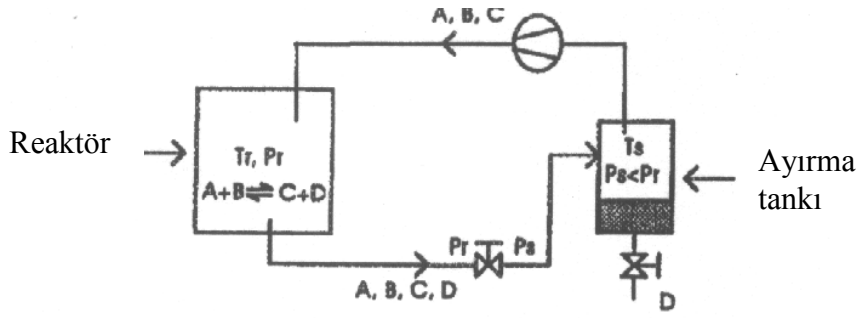 A, B, C
Reaktör
Tr, Pr
A+B⇌C+D
Ts
Ps<Pr
Ayırma
tankı
Pr
Ps
A, B, C, D
D